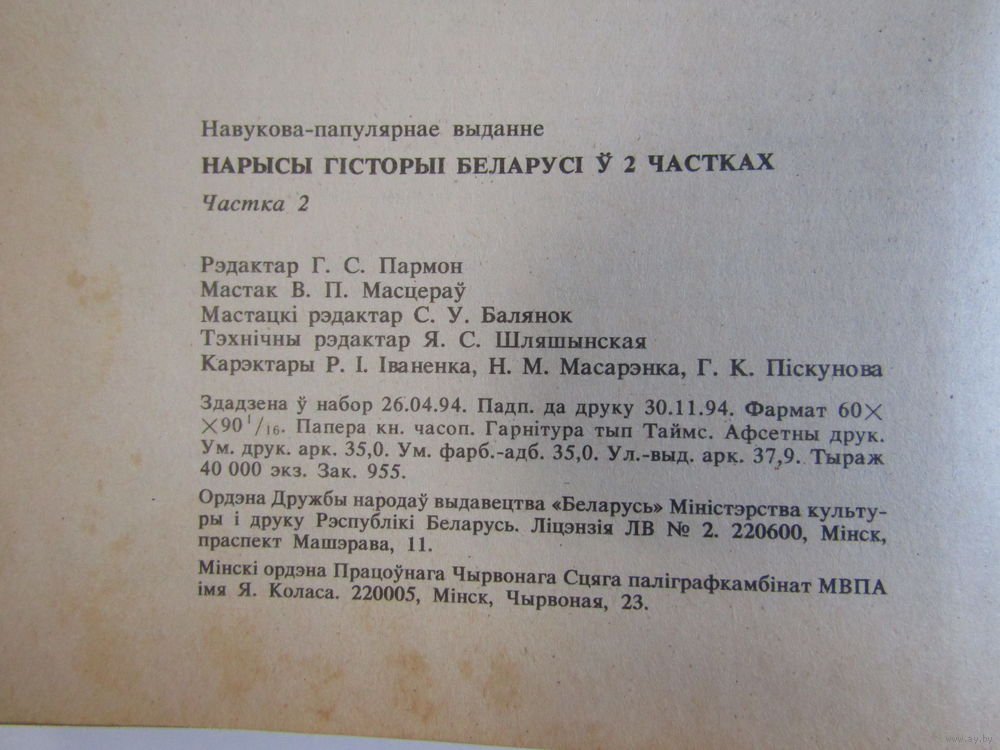 Навукова-папулярнае выданне
НАРЫСЫ ГІСТОРЫІ БЕЛАРУСІ Ў 2 ЧАСТКАХ
Частка 2
Рэдактар Г. С. Пармон
Мастак В. П. Масцераў
Мастацкі рэдактар С. У. Балянок
Тэхнічны рэдактар Я. С. Шляшынская
Карэктары Р. І. Іваненка, Н. М. Масарэнка, Г. К. Піскунова
Здадзена ў набор 26.04.94. Падп. да друку 30.11.94. Фармат 60×
×90 1/16. Папера кн. часоп. Гарнітура тып Таймс. Афсетны друк.
Ум. друк. арк. 35,0. Ум. фарб.-адб. 35,0. Ул.-выд. арк. 37,9. Тыраж
40 000 экз. Зак. 955.
Ордэна Дружбы народаў выдавецтва «Беларусь» Міністэрства культу-
ры і друку Рэспублікі Беларусь. Ліцэнзія ЛВ № 2. 220600, Мінск,
праспект Машэрава, 11.
Мінскі ордэна Працоўнага Чырвонага Сцяга паліграфкамбінат МВПА
імя Я. Коласа. 220005, Мінск, Чырвоная, 23.
www.ay.by